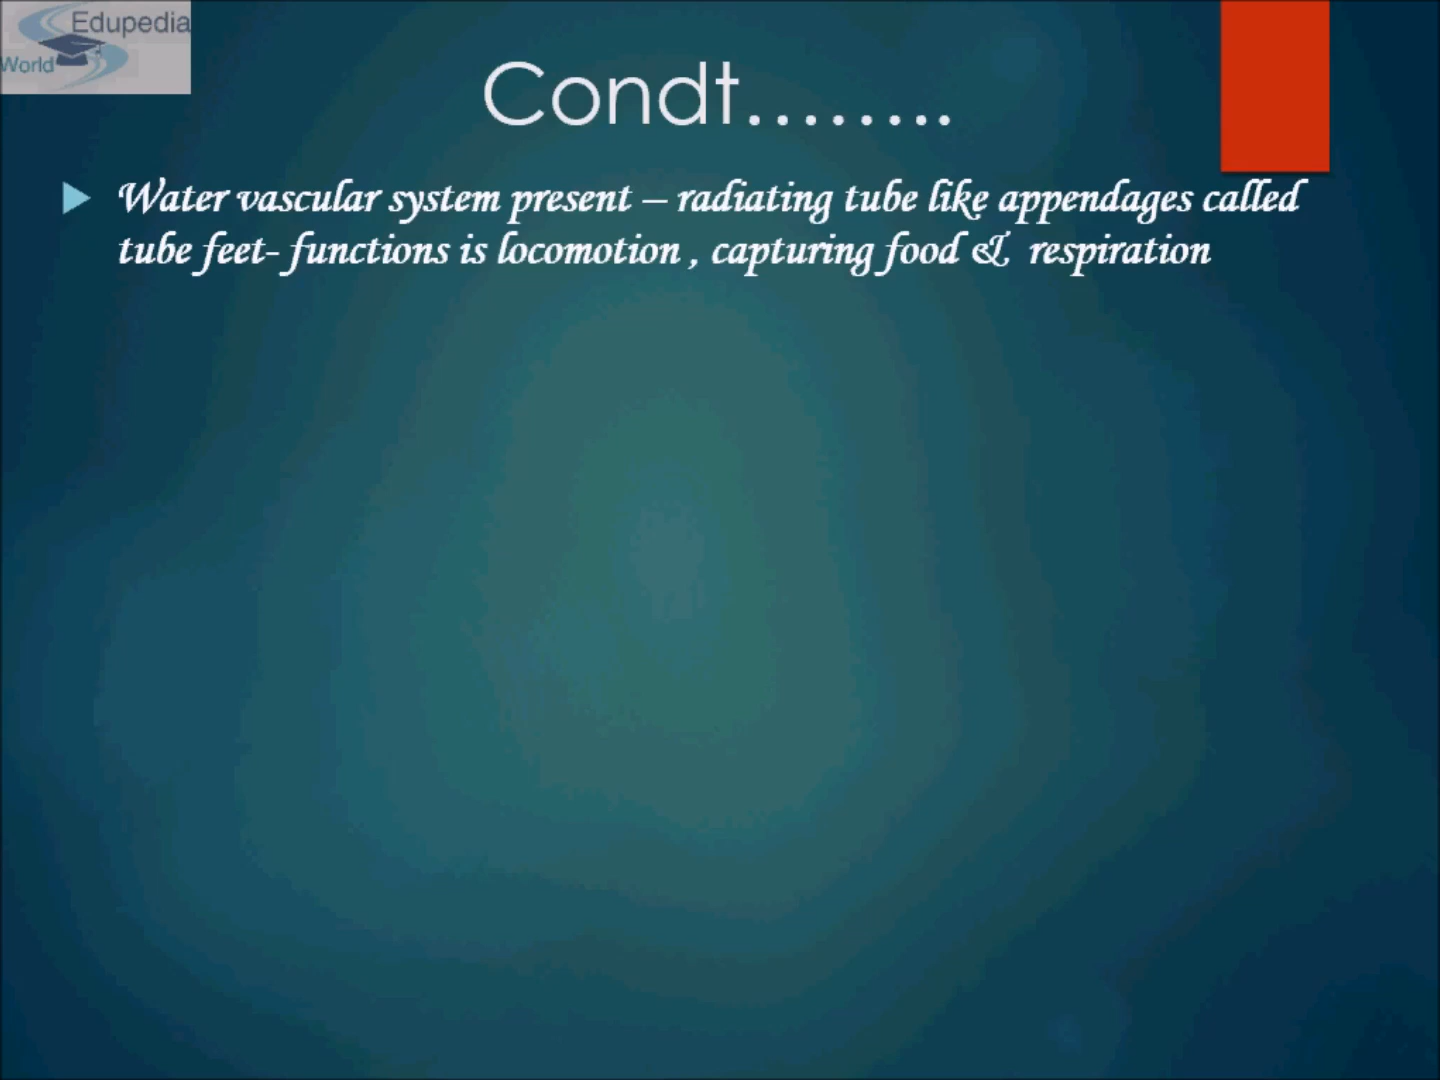 Edupedia
World
Condt........
Water vascular system present – radiating tube like appendages called
tube feet- functions is locomotion , capturing food & respiration